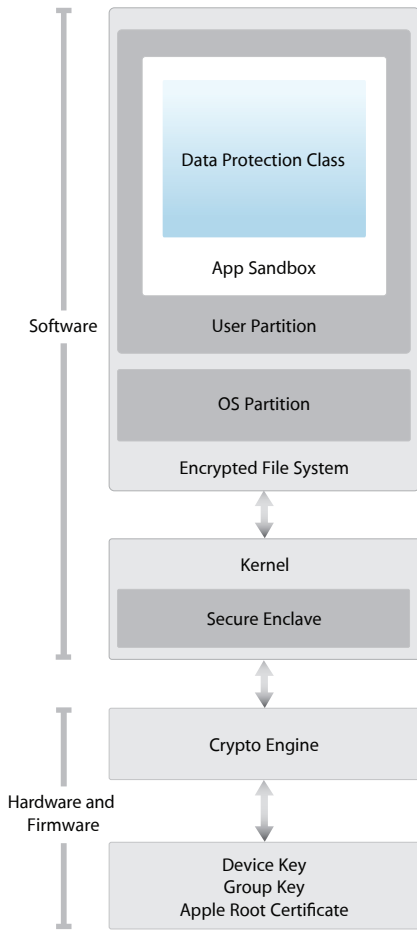 Data Protection Class
App Sandbox
Software
User Partition
OS Partition
Encrypted File System
Kernel
Secure Enclave
Crypto Engine
Hardware and
Firmware
Device Key
Group Key
Apple Root Certificate